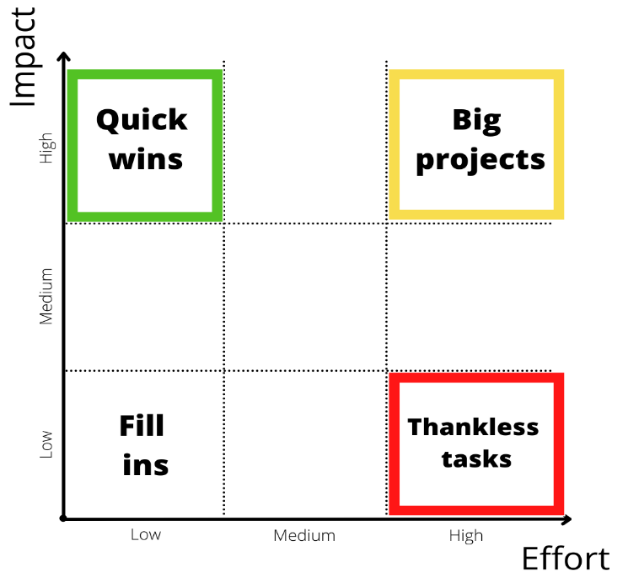 Impact
High
Quick
wins
Big
projects
Medium
Low
Fill
ins
Thankless
tasks
Low
Medium
High
Effort